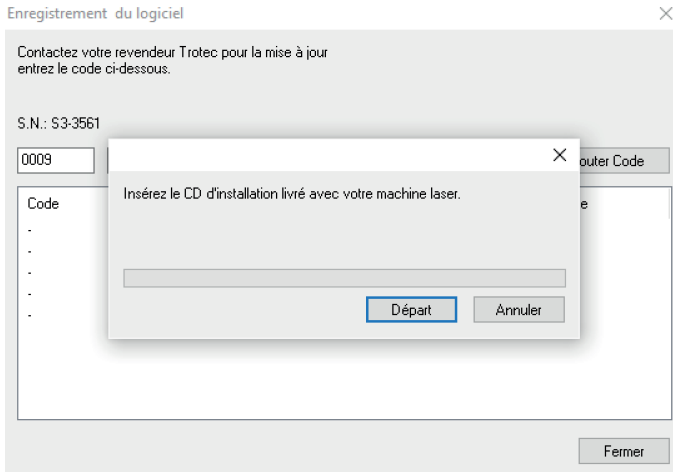 Enregistrement du logiciel
Contactez votre revendeur Trotec pour la mise à jour
entrez le code ci-dessous.
S.N.: S3-3561
0009
outer Code
Insérez le CD d'installation livré avec votre machine laser.
Code
e
-
-
-
-
-
Départ
Annuler
Fermer